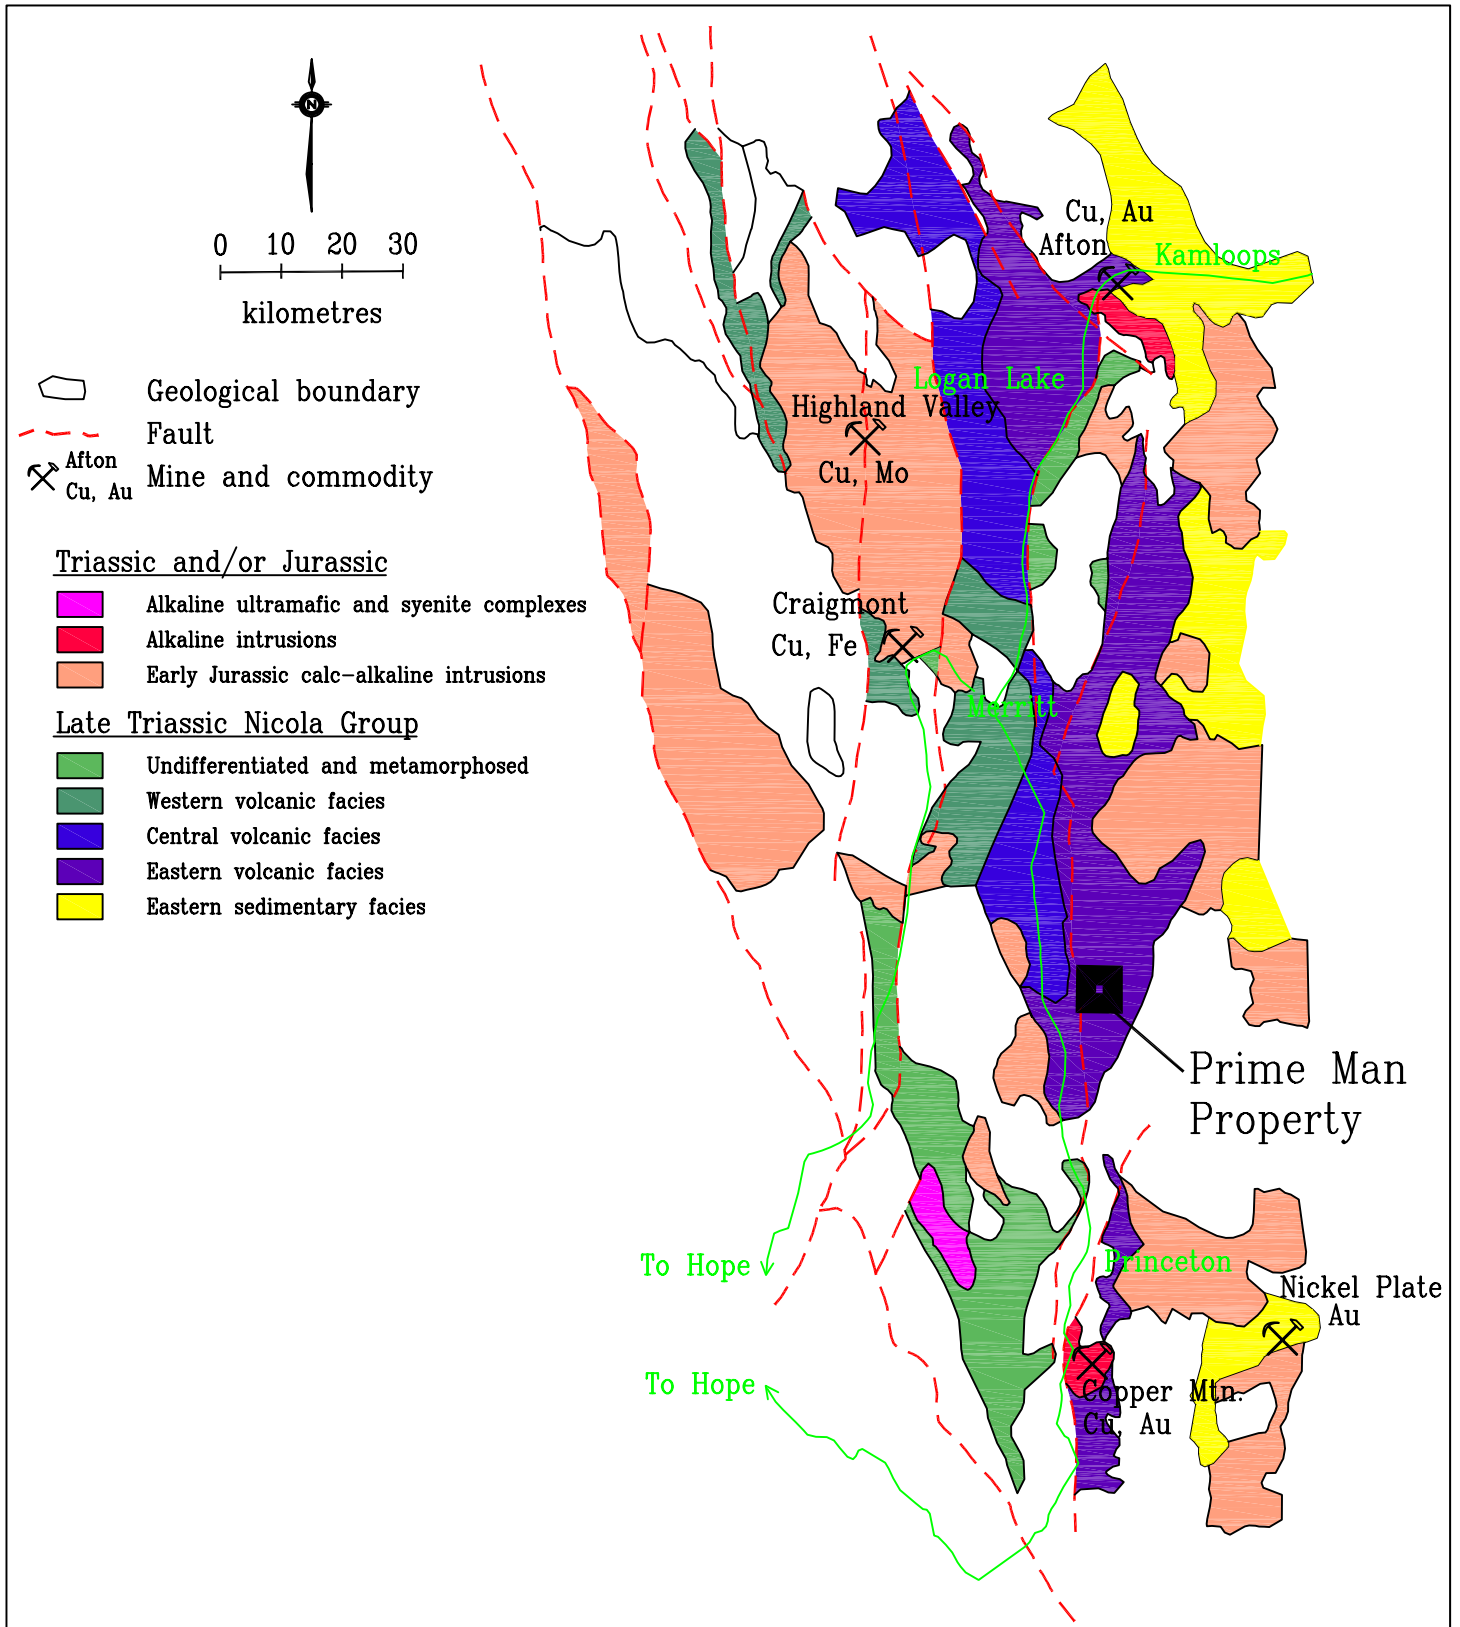 N
0 10 20 30
kilometres
Geological boundary
Fault
Afton
Cu, Au
Mine and commodity
Triassic and/or Jurassic
Alkaline ultramafic and syenite complexes
Alkaline intrusions
Early Jurassic calc-alkaline intrusions
Late Triassic Nicola Group
Undifferentiated and metamorphosed
Western volcanic facies
Central volcanic facies
Eastern volcanic facies
Eastern sedimentary facies
Cu, Au
Afton
Kamloops
Logan Lake
Highland Valley
Cu, Mo
Craigmont
Cu, Fe
Merritt
Prime Man
Property
To Hope
Princeton
Nickel Plate
Au
To Hope
Copper Mtn.
Cu, Au